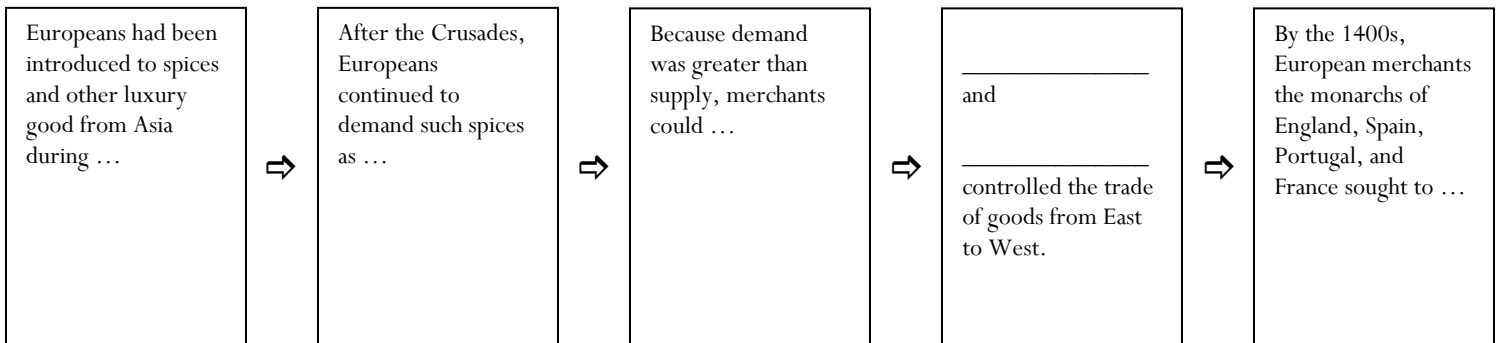 Europeans had been
introduced to spices
and other luxury
good from Asia
during …
After the Crusades,
Europeans
continued to
demand such spices
as …
Because demand
was greater than
supply, merchants
could …
_______________
and
_______________
controlled the trade
of goods from East
to West.
By the 1400s,
European merchants
the monarchs of
England, Spain,
Portugal, and
France sought to …